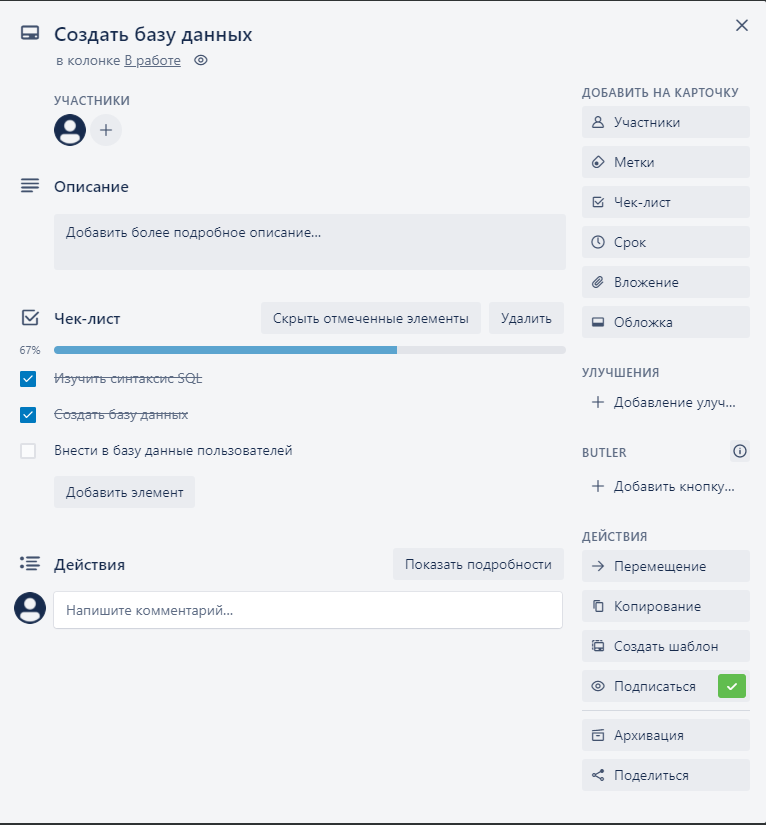 Создать базу данных
в колонке В работе
УЧАСТНИКИ
Описание
Добавить более подробное описание...
Чек-лист
Скрыть отмеченные элементы
Удалить
67%
Изучить синтаксис SQL
Создать базу данных
Внести в базу данные пользователей
Добавить элемент
Действия
Показать подробности
Напишите комментарий...
ДОБАВИТЬ НА КАРТОЧКУ
Участники
Метки
Чек-лист
Срок
Вложение
Обложка
УЛУЧШЕНИЯ
Добавление улуч...
BUTLER
Добавить кнопку...
ДЕЙСТВИЯ
Перемещение
Копирование
Создать шаблон
Подписаться
Архивация
Поделиться